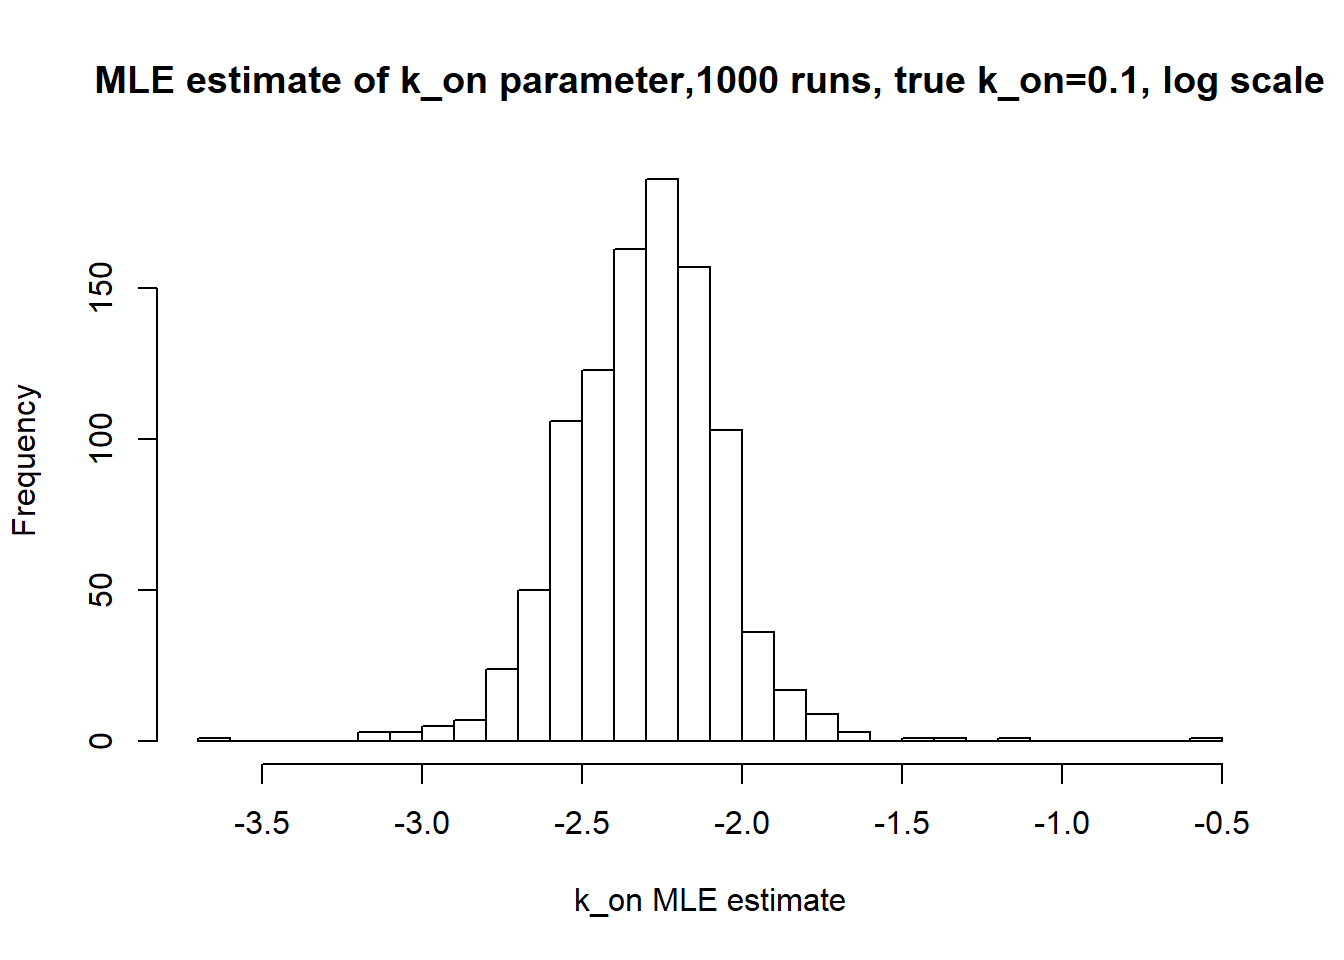 MLE estimate of k_on parameter,1000 runs, true k_on=0.1, log scale
Frequency
150
100
50
0
-3.5 -3.0 -2.5 -2.0 -1.5 -1.0 -0.5
k_on MLE estimate